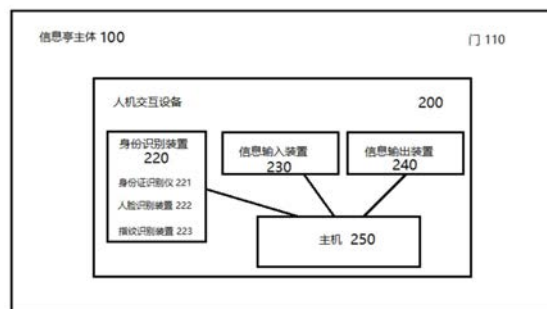 信息亭主体 100
门 110
人机交互设备 200
身份识别装置
220
身份证识别仪 221
人脸识别装置 222
指纹识别装置 223
信息输入装置
230
信息输出装置
240
主机 250